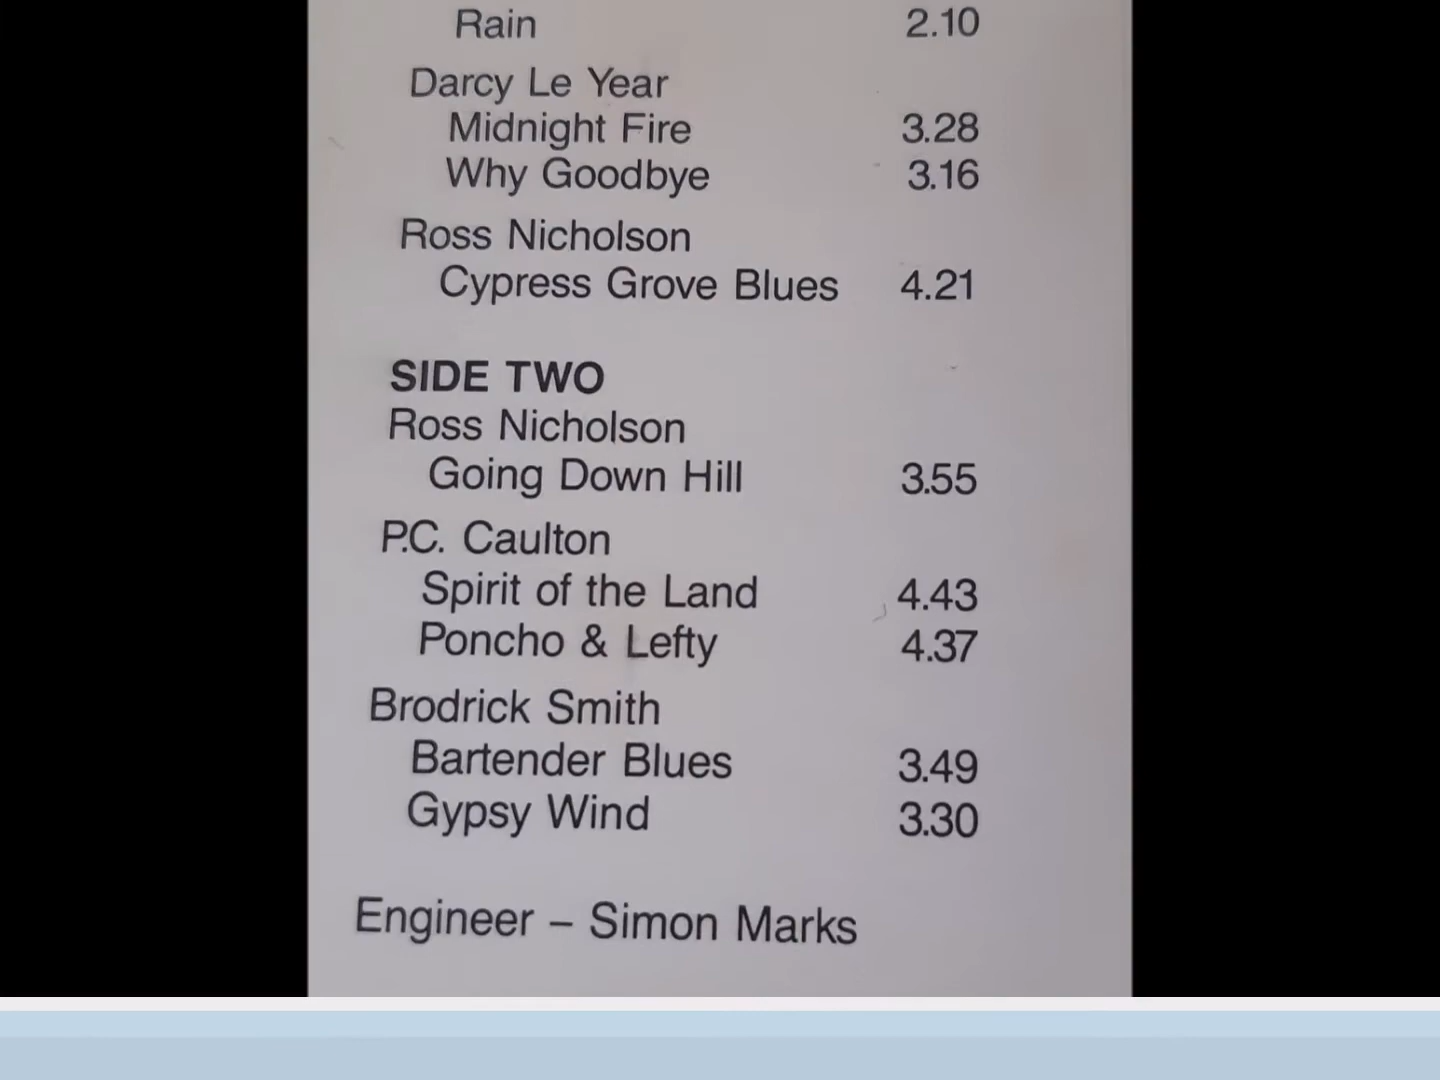 Rain 2.10
Darcy Le Year
Midnight Fire 3.28
Why Goodbye 3.16
Ross Nicholson
Cypress Grove Blues 4.21
SIDE TWO
Ross Nicholson
Going Down Hill 3.55
P.C. Caulton
Spirit of the Land 4.43
Poncho & Lefty 4.37
Brodrick Smith
Bartender Blues 3.49
Gypsy Wind 3.30
Engineer – Simon Marks